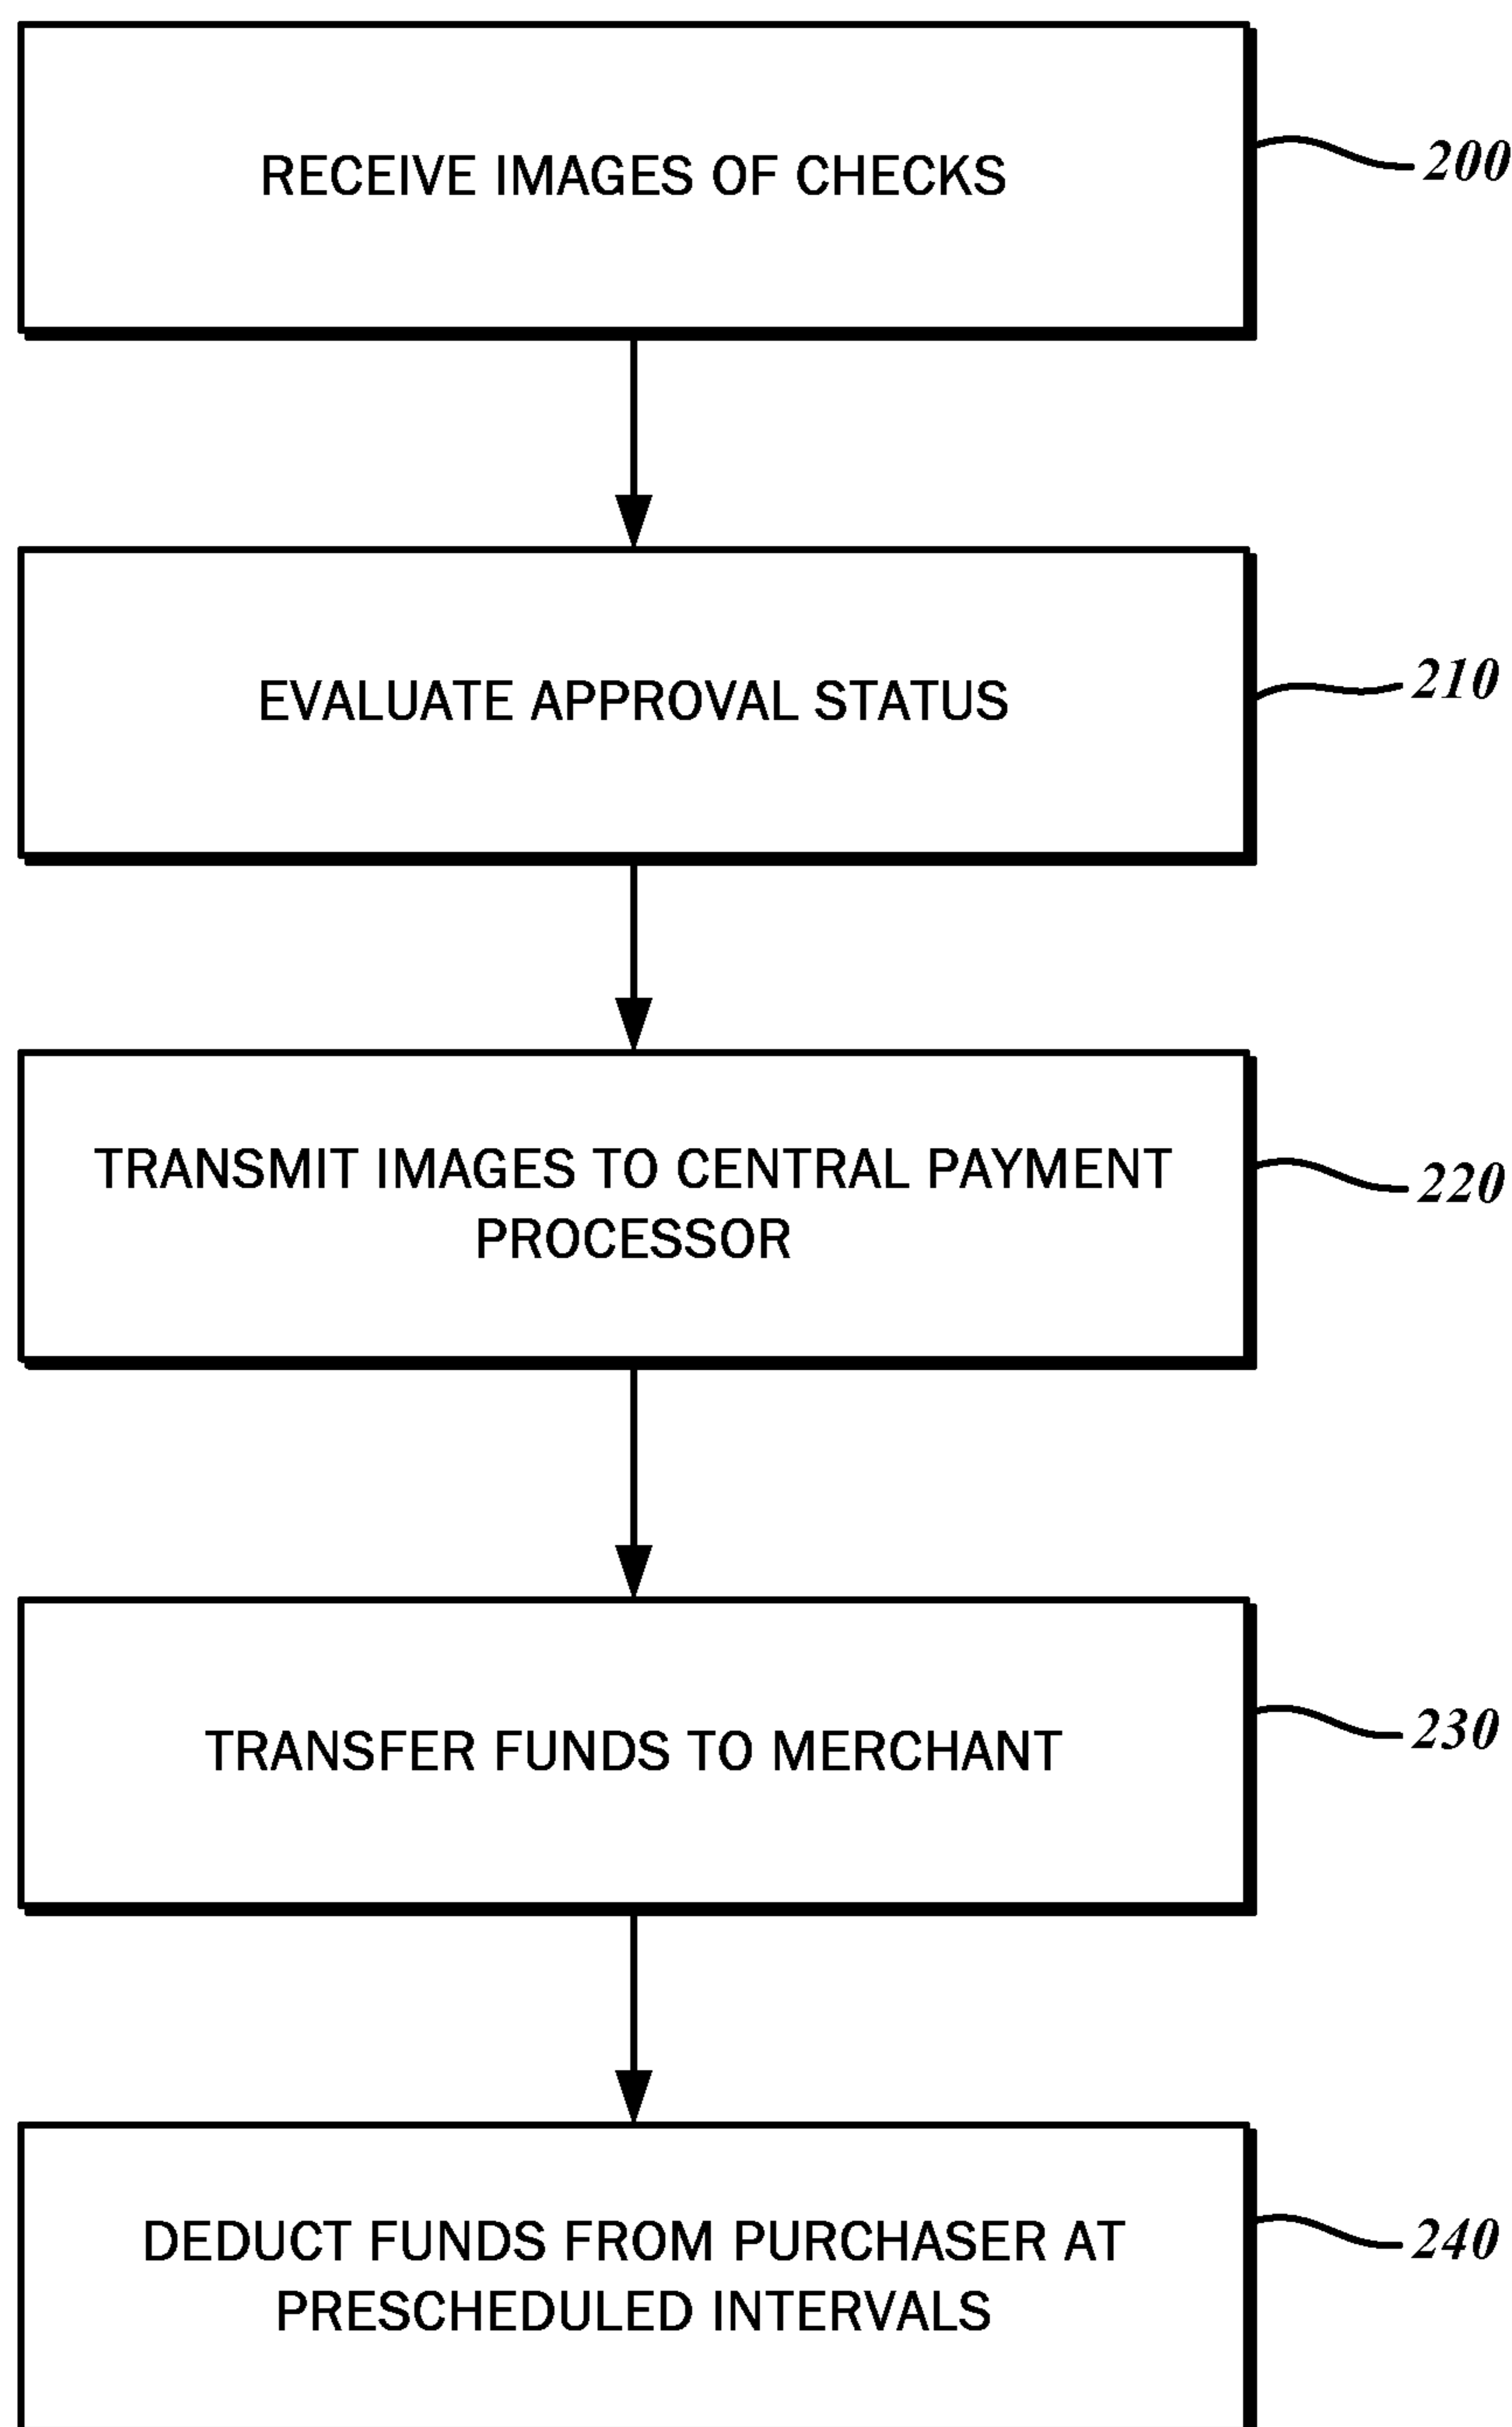 RECEIVE IMAGES OF CHECKS
200
EVALUATE APPROVAL STATUS
210
TRANSMIT IMAGES TO CENTRAL PAYMENT
PROCESSOR
220
TRANSFER FUNDS TO MERCHANT
230
DEDUCT FUNDS FROM PURCHASER AT
PRESCHEDULED INTERVALS
240